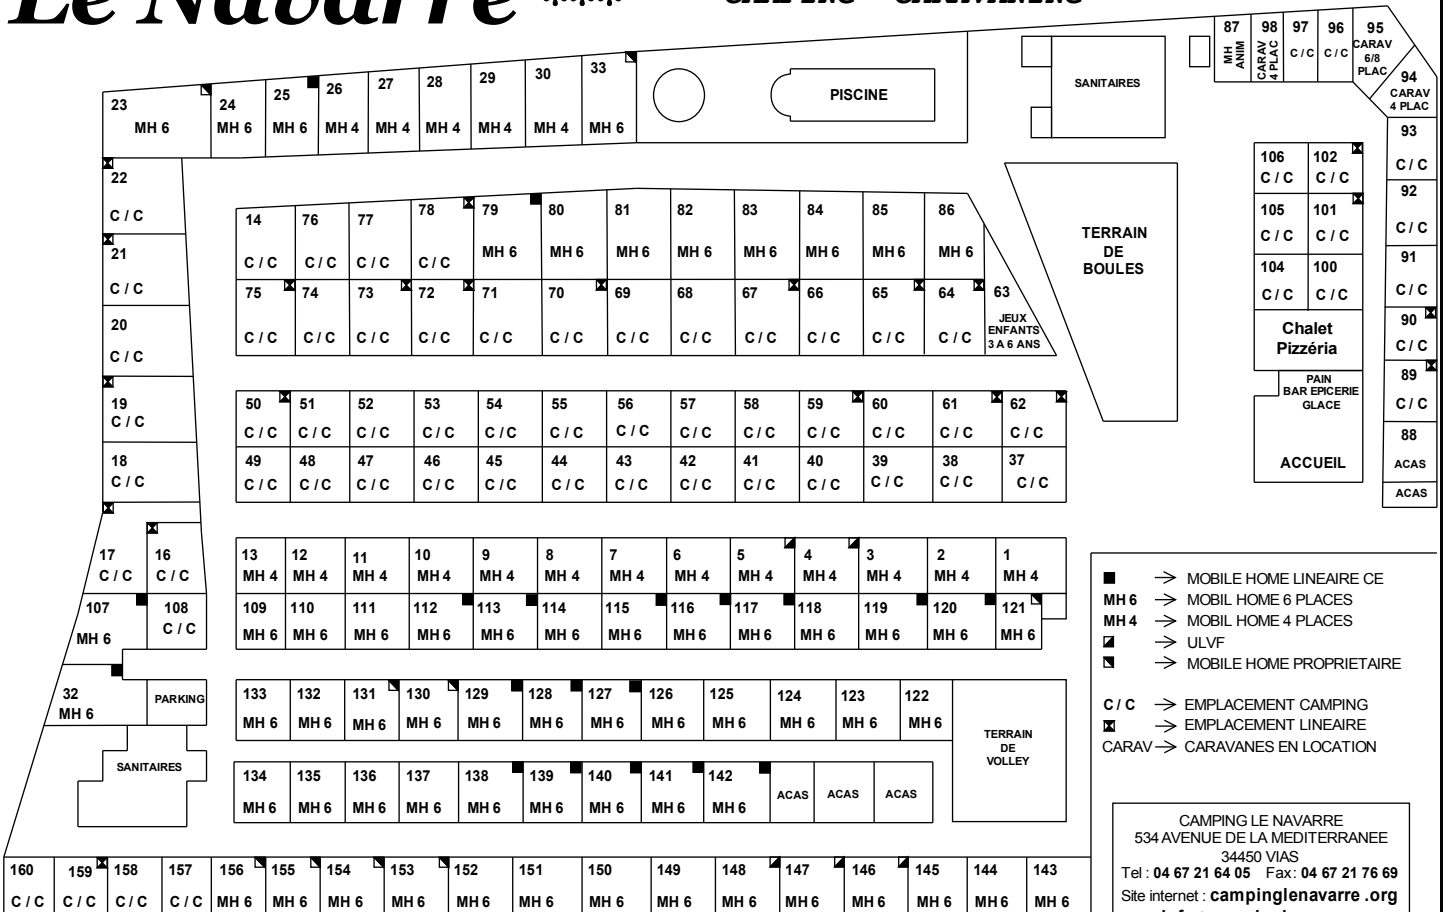 Le Navarre
87 98 97 96 95
MH ANIM
CARAV 4 PLAC
C / C C / C
CARAV
6/8
PLAC
94
CARAV
4 PLAC
23 24 25 26 27 28 29 30 33
MH 6 MH 6 MH 6 MH 4 MH 4 MH 4 MH 4 MH 4 MH 6
PISCINE
SANITAIRES
93
C / C
92
C / C
91
C / C
90
C / C
89
C / C
88
ACAS
ACAS
106 102
C / C C / C
105 101
C / C C / C
104 100
C / C C / C
Chalet
Pizzéria
PAIN
BAR EPICERIE
GLACE
ACCUEIL
TERRAIN
DE
BOULES
22
C / C
21
C / C
20
C / C
19
C / C
18
C / C
17 16
C / C C / C
107 108
MH 6 C / C
32
MH 6
PARKING
SANITAIRES
14 76 77 78 79 80 81 82 83 84 85 86
C / C C / C C / C C / C MH 6 MH 6 MH 6 MH 6 MH 6 MH 6 MH 6 MH 6
75 74 73 72 71 70 69 68 67 66 65 64 63
C / C C / C C / C C / C C / C C / C C / C C / C C / C C / C C / C C / C
JEUX
ENFANTS
3 A 6 ANS
50 51 52 53 54 55 56 57 58 59 60 61 62
C / C C / C C / C C / C C / C C / C C / C C / C C / C C / C C / C C / C C / C
49 48 47 46 45 44 43 42 41 40 39 38 37
C / C C / C C / C C / C C / C C / C C / C C / C C / C C / C C / C C / C C / C
13 12 11 10 9 8 7 6 5 4 3 2 1
MH 4 MH 4 MH 4 MH 4 MH 4 MH 4 MH 4 MH 4 MH 4 MH 4 MH 4 MH 4 MH 4
109 110 111 112 113 114 115 116 117 118 119 120 121
MH 6 MH 6 MH 6 MH 6 MH 6 MH 6 MH 6 MH 6 MH 6 MH 6 MH 6 MH 6 MH 6
133 132 131 130 129 128 127 126 125 124 123 122
MH 6 MH 6 MH 6 MH 6 MH 6 MH 6 MH 6 MH 6 MH 6 MH 6 MH 6 MH 6
TERRAIN
DE
VOLLEY
134 135 136 137 138 139 140 141 142
MH 6 MH 6 MH 6 MH 6 MH 6 MH 6 MH 6 MH 6 MH 6 ACAS ACAS ACAS
160 159 158 157 156 155 154 153 152 151 150 149 148 147 146 145 144 143
C / C C / C C / C C / C MH 6 MH 6 MH 6 MH 6 MH 6 MH 6 MH 6 MH 6 MH 6 MH 6 MH 6 MH 6 MH 6 MH 6
→ MOBILE HOME LINEAIRE CE
MH 6 → MOBIL HOME 6 PLACES
MH 4 → MOBIL HOME 4 PLACES
→ ULVF
→ MOBILE HOME PROPRIETAIRE
C / C → EMPLACEMENT CAMPING
→ EMPLACEMENT LINEAIRE
CARAV → CARAVANES EN LOCATION
CAMPING LE NAVARRE
534 AVENUE DE LA MEDITERRANEE
34450 VIAS
Tel : 04 67 21 64 05 Fax : 04 67 21 76 69
Site internet : campinglenavarre .org